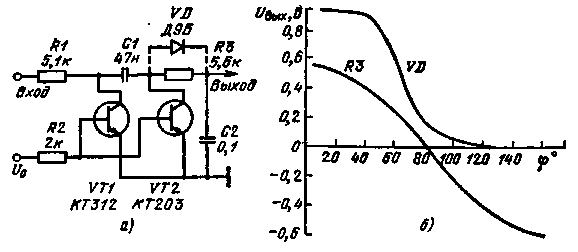 VD
Д9Б
R1
5,1к
C1
47н
R3
5,6к
Вход
Выход
R2
2к
C2
0,1
U0
VT1
КТ312
VT2
КТ203
а)
Uвых, В
0,8
0,6
0,4
0,2
0
-0,2
-0,4
-0,6
20 40 60 80 100 120 140 φ°
R3
VD
б)